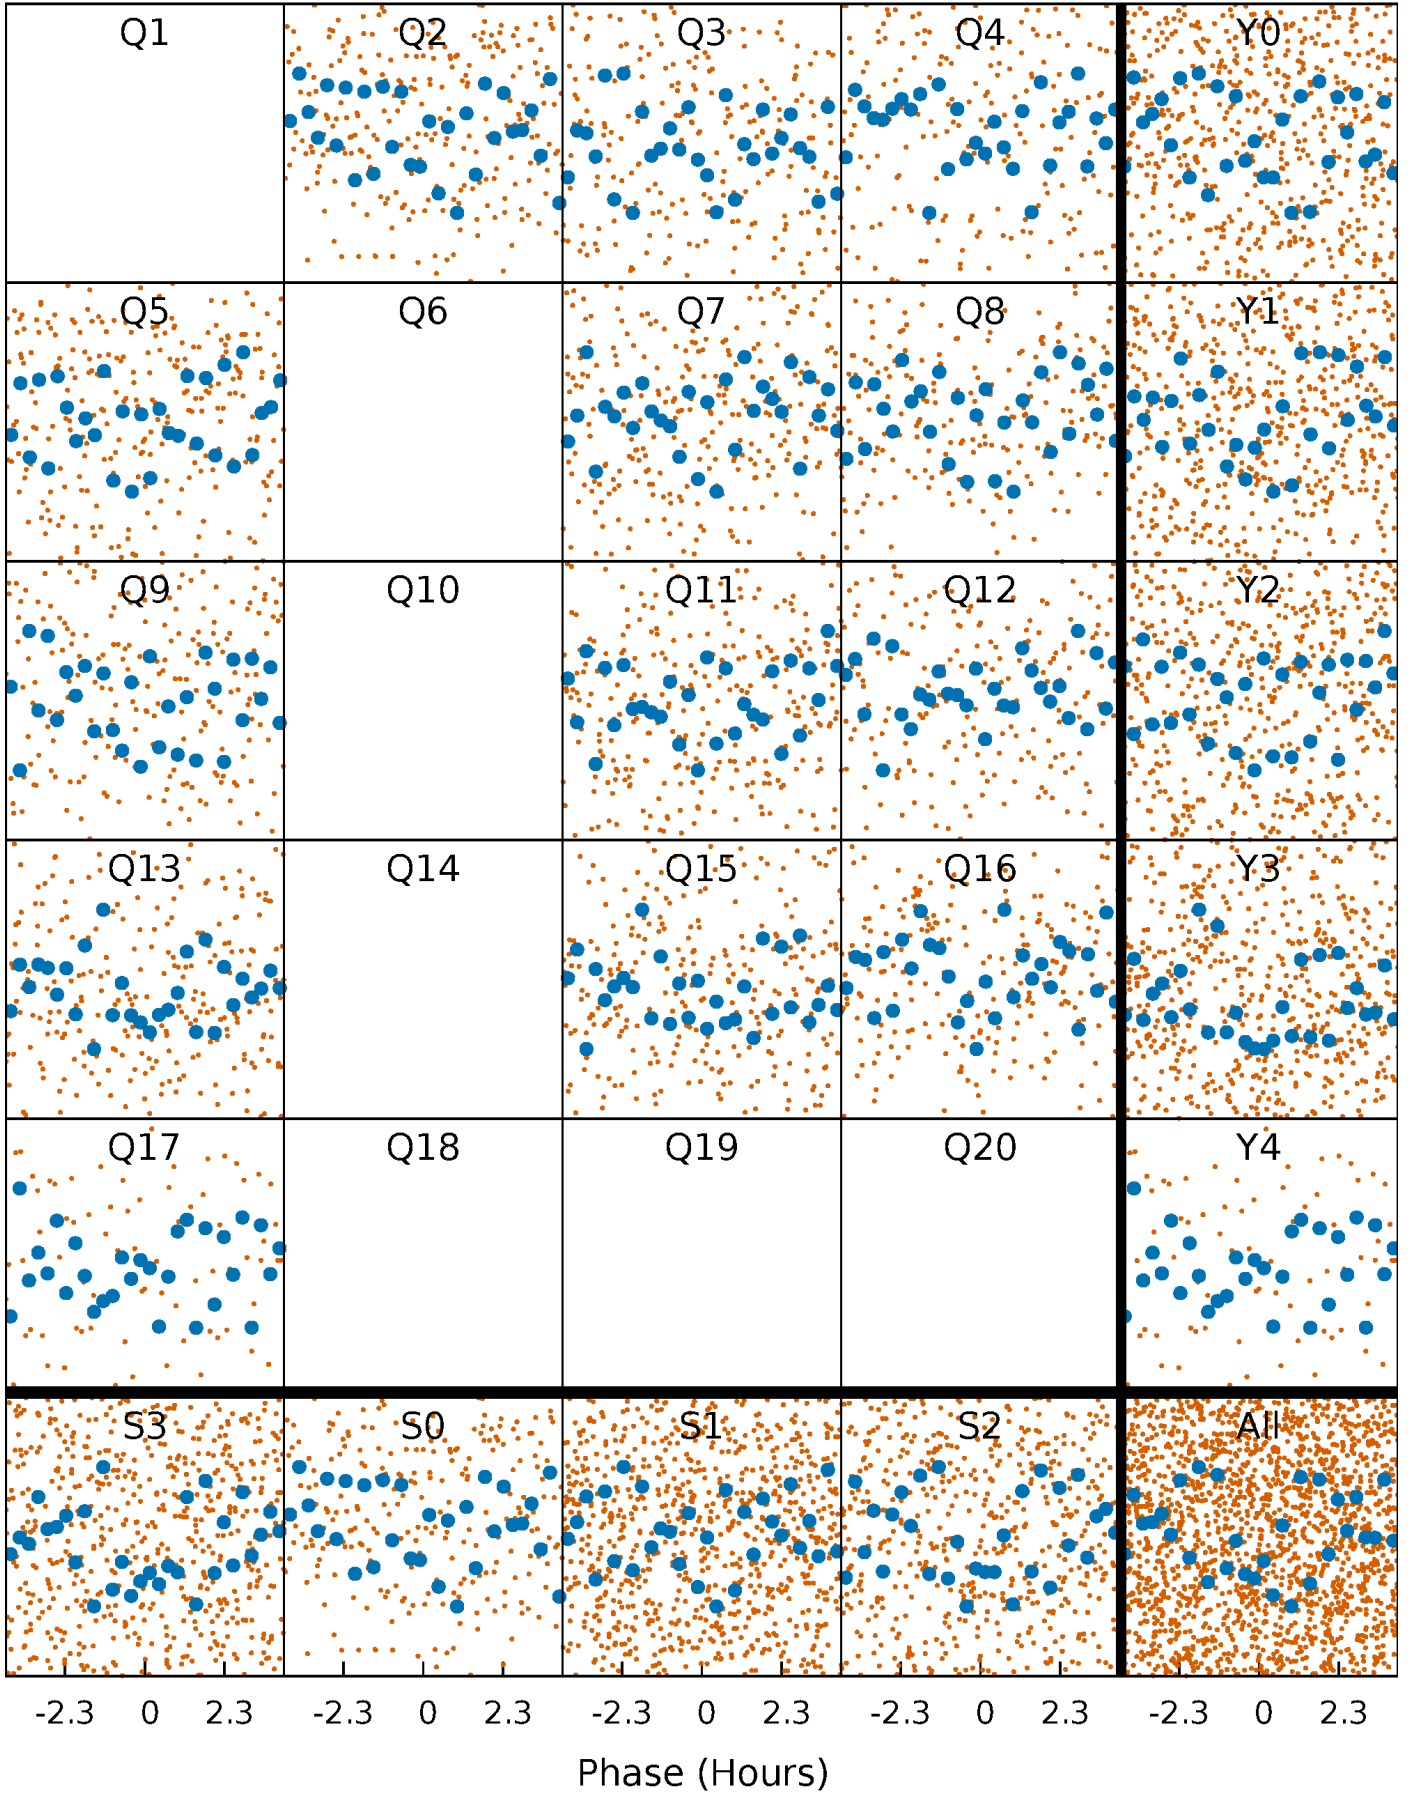 Q1 Q2 Q3 Q4 Y0
Q5 Q6 Q7 Q8 Y1
Q9 Q10 Q11 Q12 Y2
Q13 Q14 Q15 Q16 Y3
Q17 Q18 Q19 Q20 Y4
S3 S0 S1 S2 All
-2.3 0 2.3 -2.3 0 2.3 -2.3 0 2.3 -2.3 0 2.3 -2.3 0 2.3
Phase (Hours)